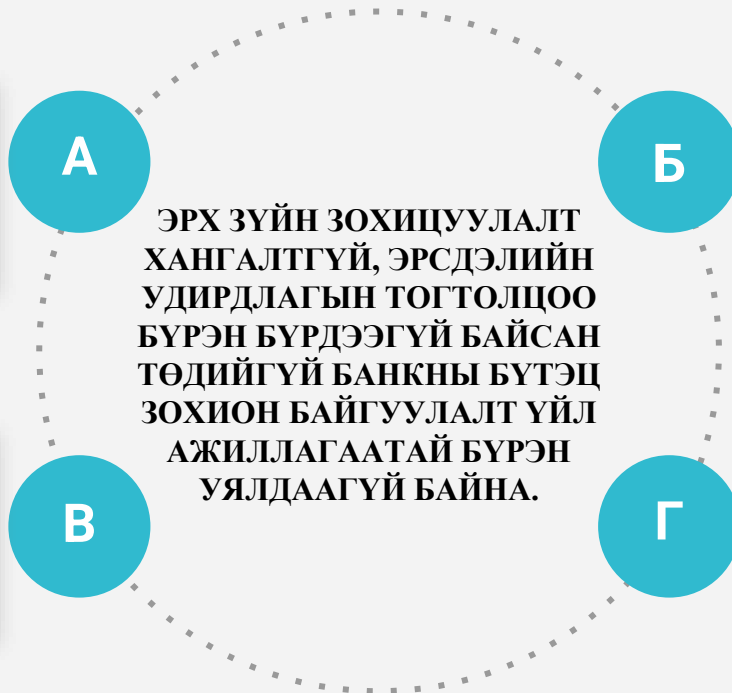 А
Б
ЭРХ ЗҮЙН ЗОХИЦУУЛАЛТ
ХАНГАЛТГҮЙ, ЭРСДЭЛИЙН
УДИРДЛАГЫН ТОГТОЛЦОО
БҮРЭН БҮРДЭЭГҮЙ БАЙСАН
ТӨДИЙГҮЙ БАНКНЫ БҮТЭЦ
ЗОХИОН БАЙГУУЛАЛТ ҮЙЛ
АЖИЛЛАГААТАЙ БҮРЭН
УЯЛДААГҮЙ БАЙНА.
В
Г